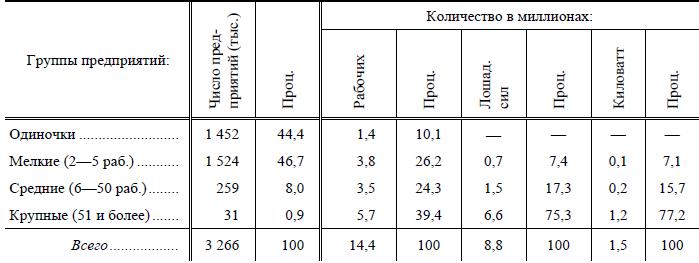 Группы предприятий: Число пред-приятий (тыс.) Проц. Количество в миллионах:
Рабочих Проц. Лошад. сил Проц. Киловатт Проц.
Одиночки .......................... 1 452 44,4 1,4 10,1 — — — —
Мелкие (2—5 раб.) ........... 1 524 46,7 3,8 26,2 0,7 7,4 0,1 7,1
Средние (6—50 раб.)........ 259 8,0 3,5 24,3 1,5 17,3 0,2 15,7
Крупные (51 и более) ....... 31 0,9 5,7 39,4 6,6 75,3 1,2 77,2
Всего .................. 3 266 100 14,4 100 8,8 100 1,5 100